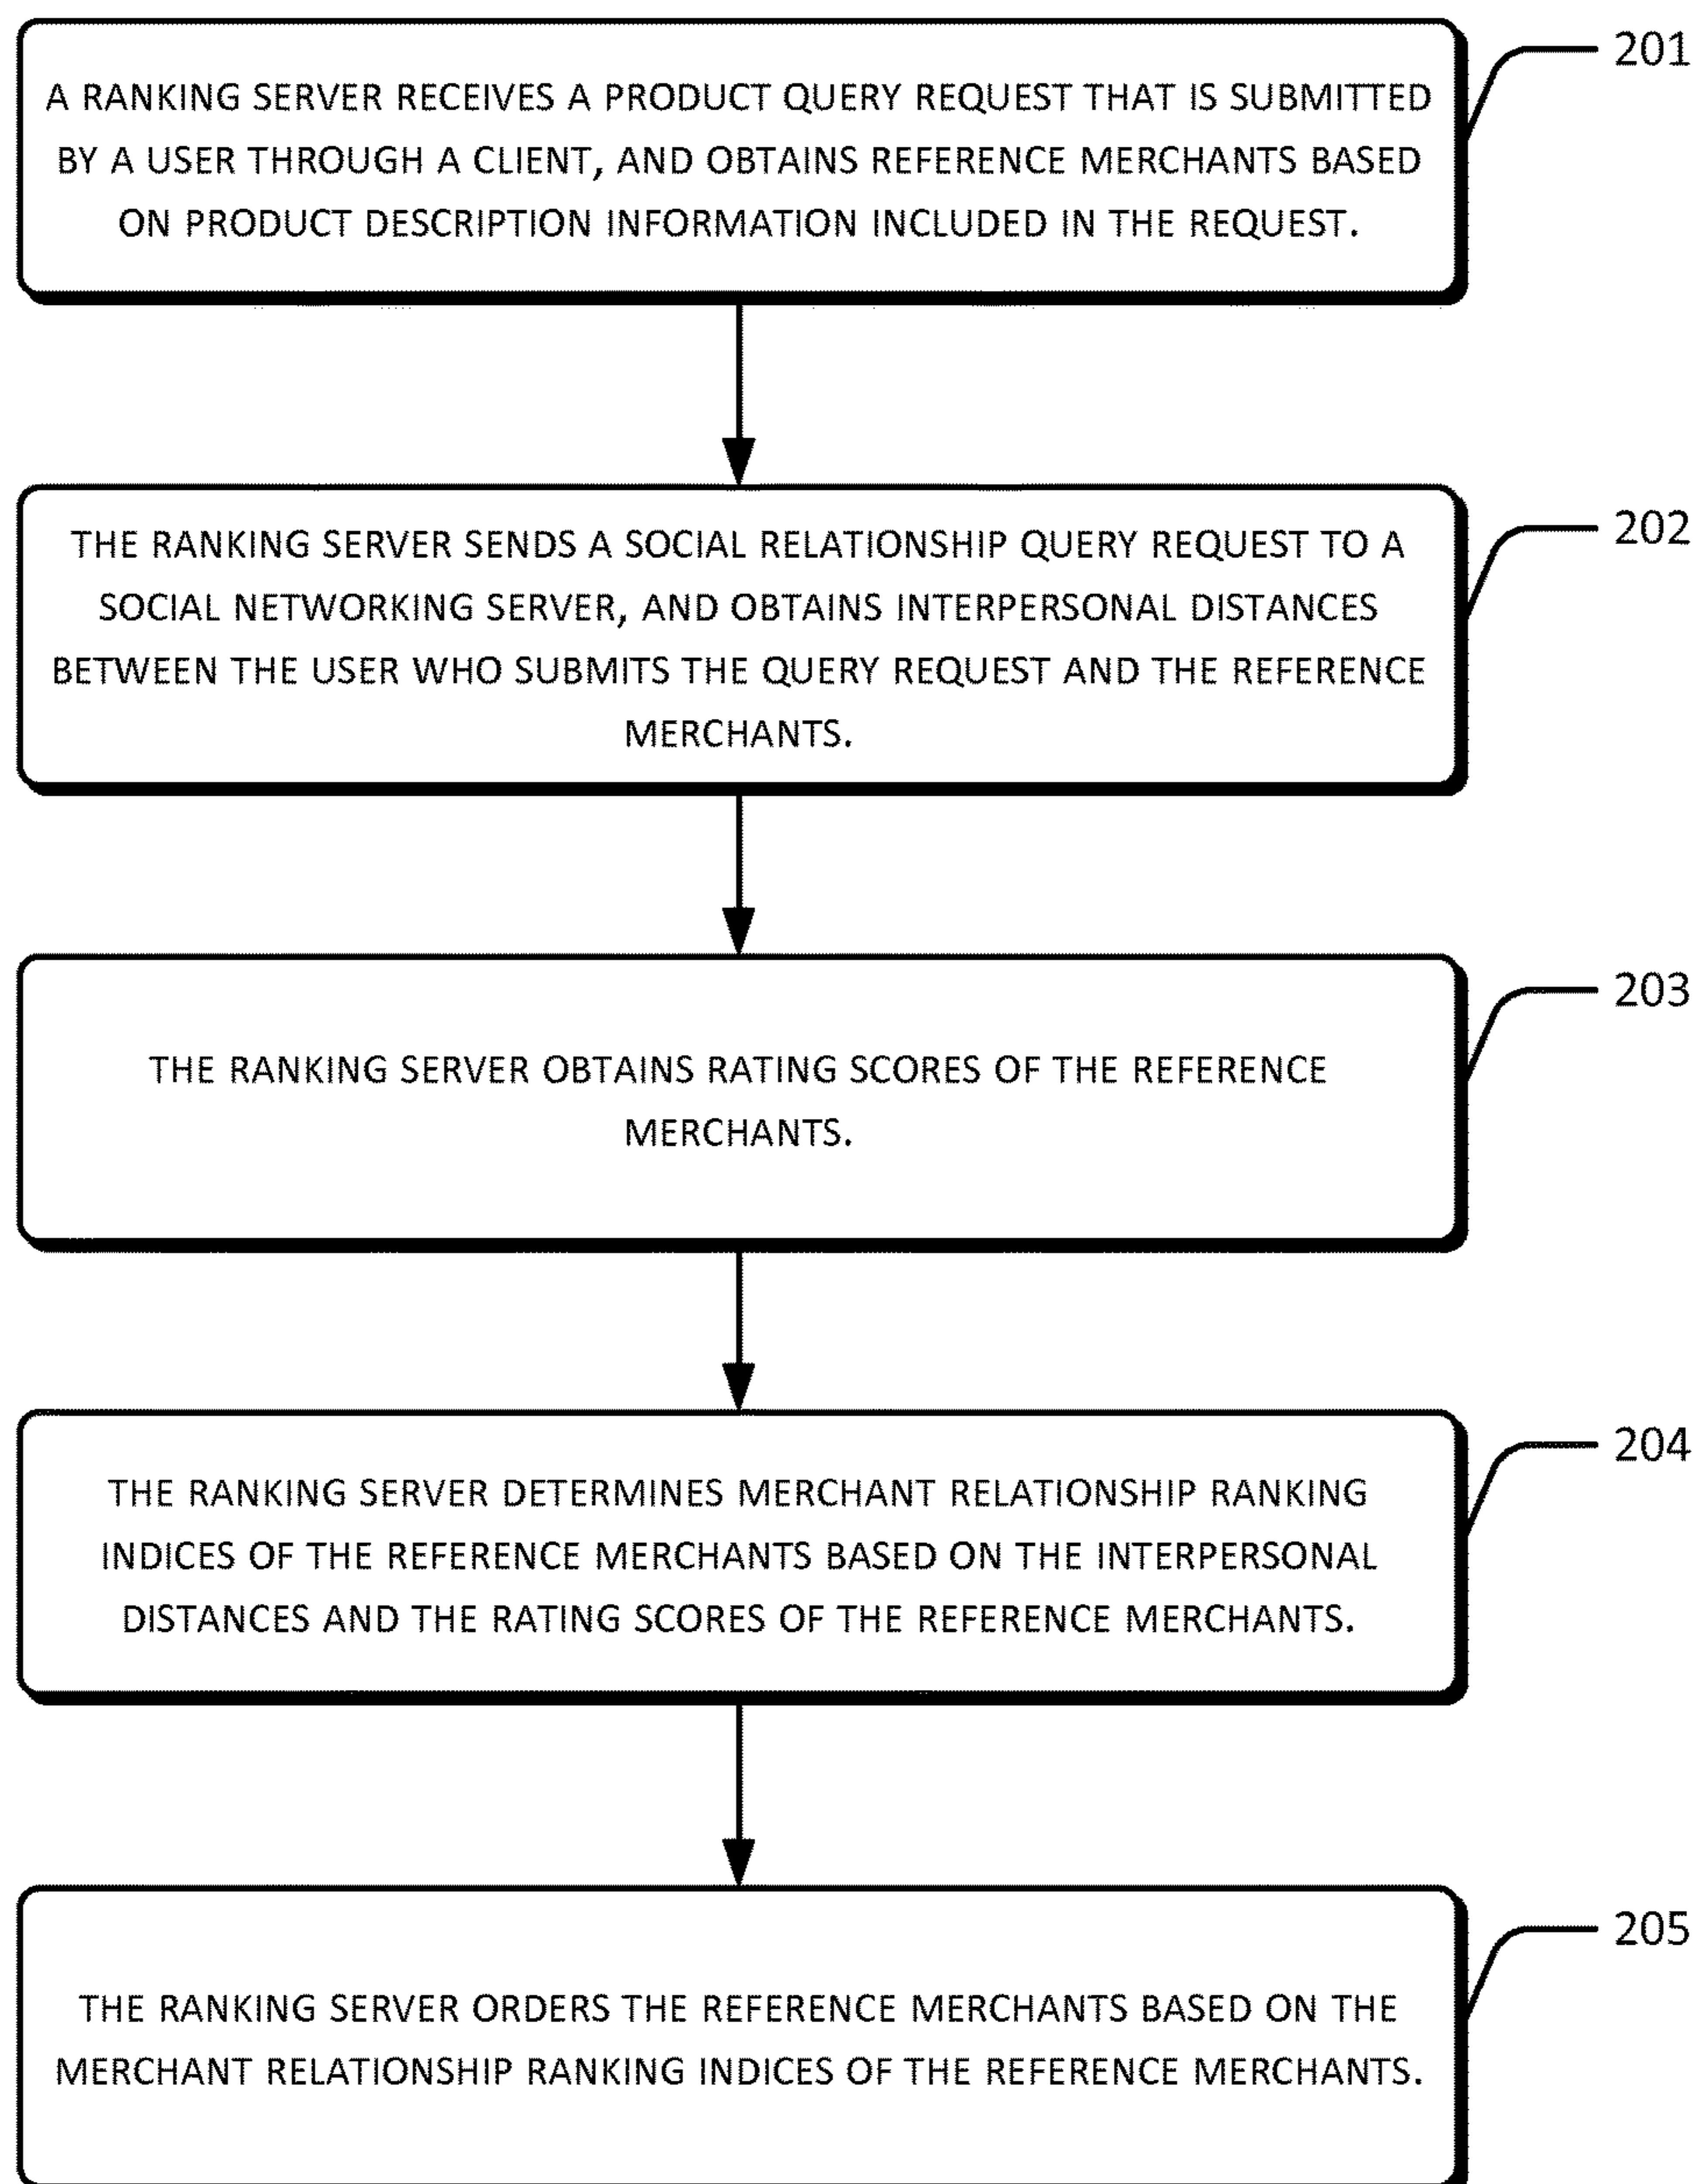 201
A RANKING SERVER RECEIVES A PRODUCT QUERY REQUEST THAT IS SUBMITTED
BY A USER THROUGH A CLIENT, AND OBTAINS REFERENCE MERCHANTS BASED
ON PRODUCT DESCRIPTION INFORMATION INCLUDED IN THE REQUEST.
202
THE RANKING SERVER SENDS A SOCIAL RELATIONSHIP QUERY REQUEST TO A
SOCIAL NETWORKING SERVER, AND OBTAINS INTERPERSONAL DISTANCES
BETWEEN THE USER WHO SUBMITS THE QUERY REQUEST AND THE REFERENCE
MERCHANTS.
203
THE RANKING SERVER OBTAINS RATING SCORES OF THE REFERENCE
MERCHANTS.
204
THE RANKING SERVER DETERMINES MERCHANT RELATIONSHIP RANKING
INDICES OF THE REFERENCE MERCHANTS BASED ON THE INTERPERSONAL
DISTANCES AND THE RATING SCORES OF THE REFERENCE MERCHANTS.
205
THE RANKING SERVER ORDERS THE REFERENCE MERCHANTS BASED ON THE
MERCHANT RELATIONSHIP RANKING INDICES OF THE REFERENCE MERCHANTS.